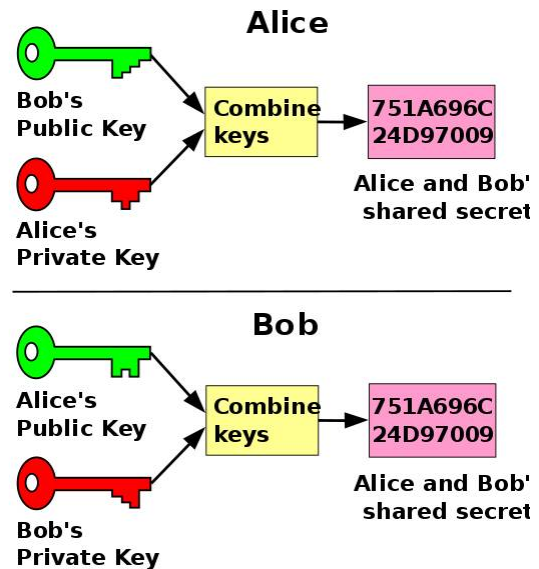 Alice
Bob's
Public Key
Combine
keys
751A696C
24D97009
Alice and Bob'
shared secret
Alice's
Private Key
Bob
Alice's
Public Key
Combine
keys
751A696C
24D97009
Alice and Bob'
shared secret
Bob's
Private Key